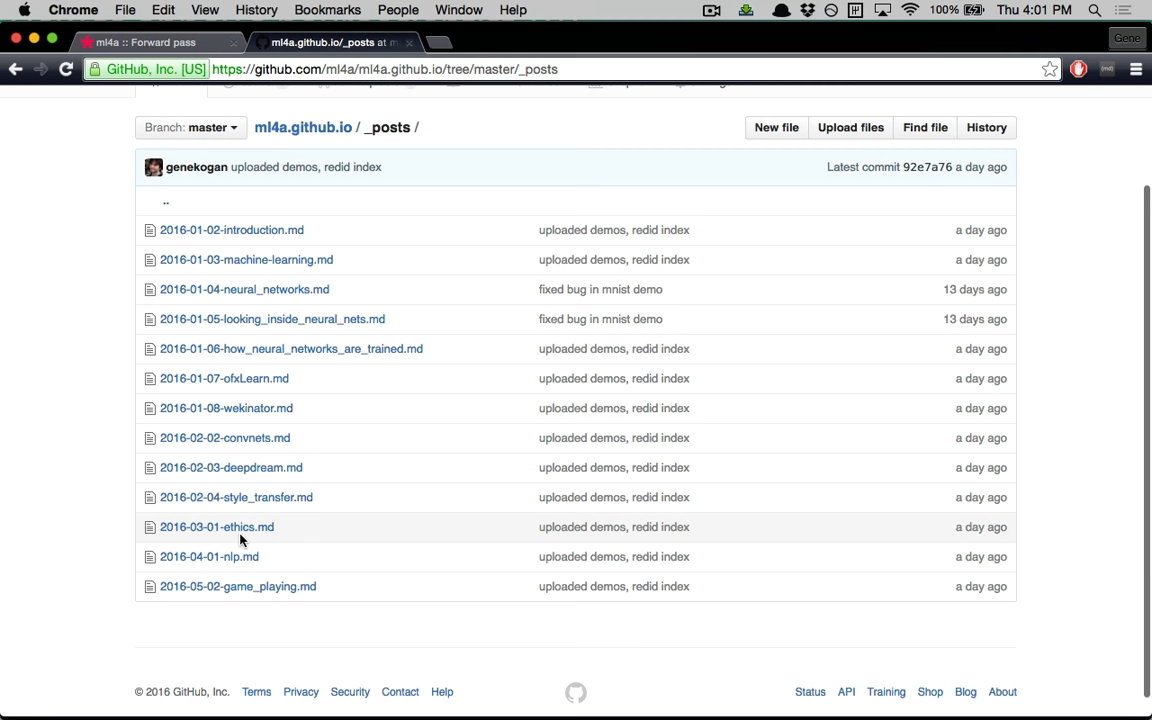 Chrome File Edit View History Bookmarks People Window Help 100% Thu 4:01 PM
ml4a :: Forward pass ml4a.github.io/_posts at m Gene
GitHub, Inc. [US] https://github.com/ml4a/ml4a.github.io/tree/master/_posts
Branch: master ml4a.github.io / _posts / New file Upload files Find file History
genekogan uploaded demos, redid index Latest commit 92e7a76 a day ago
..
2016-01-02-introduction.md uploaded demos, redid index a day ago
2016-01-03-machine-learning.md uploaded demos, redid index a day ago
2016-01-04-neural_networks.md fixed bug in mnist demo 13 days ago
2016-01-05-looking_inside_neural_nets.md fixed bug in mnist demo 13 days ago
2016-01-06-how_neural_networks_are_trained.md uploaded demos, redid index a day ago
2016-01-07-ofxLearn.md uploaded demos, redid index a day ago
2016-01-08-wekinator.md uploaded demos, redid index a day ago
2016-02-02-convnets.md uploaded demos, redid index a day ago
2016-02-03-deepdream.md uploaded demos, redid index a day ago
2016-02-04-style_transfer.md uploaded demos, redid index a day ago
2016-03-01-ethics.md uploaded demos, redid index a day ago
2016-04-01-nlp.md uploaded demos, redid index a day ago
2016-05-02-game_playing.md uploaded demos, redid index a day ago
© 2016 GitHub, Inc. Terms Privacy Security Contact Help Status API Training Shop Blog About